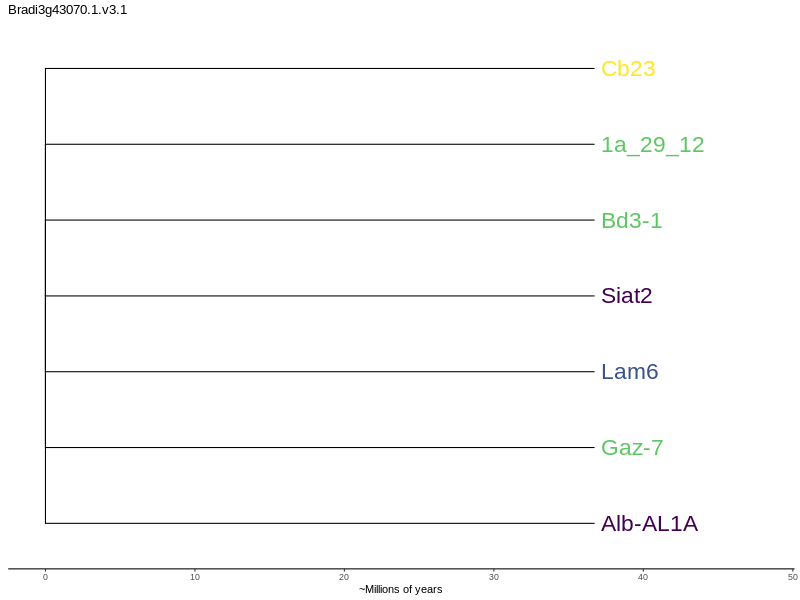 Bradi3g43070.1.v3.1
Cb23
1a_29_12
Bd3-1
Siat2
Lam6
Gaz-7
Alb-AL1A
0 10 20 30 40 50
~Millions of years